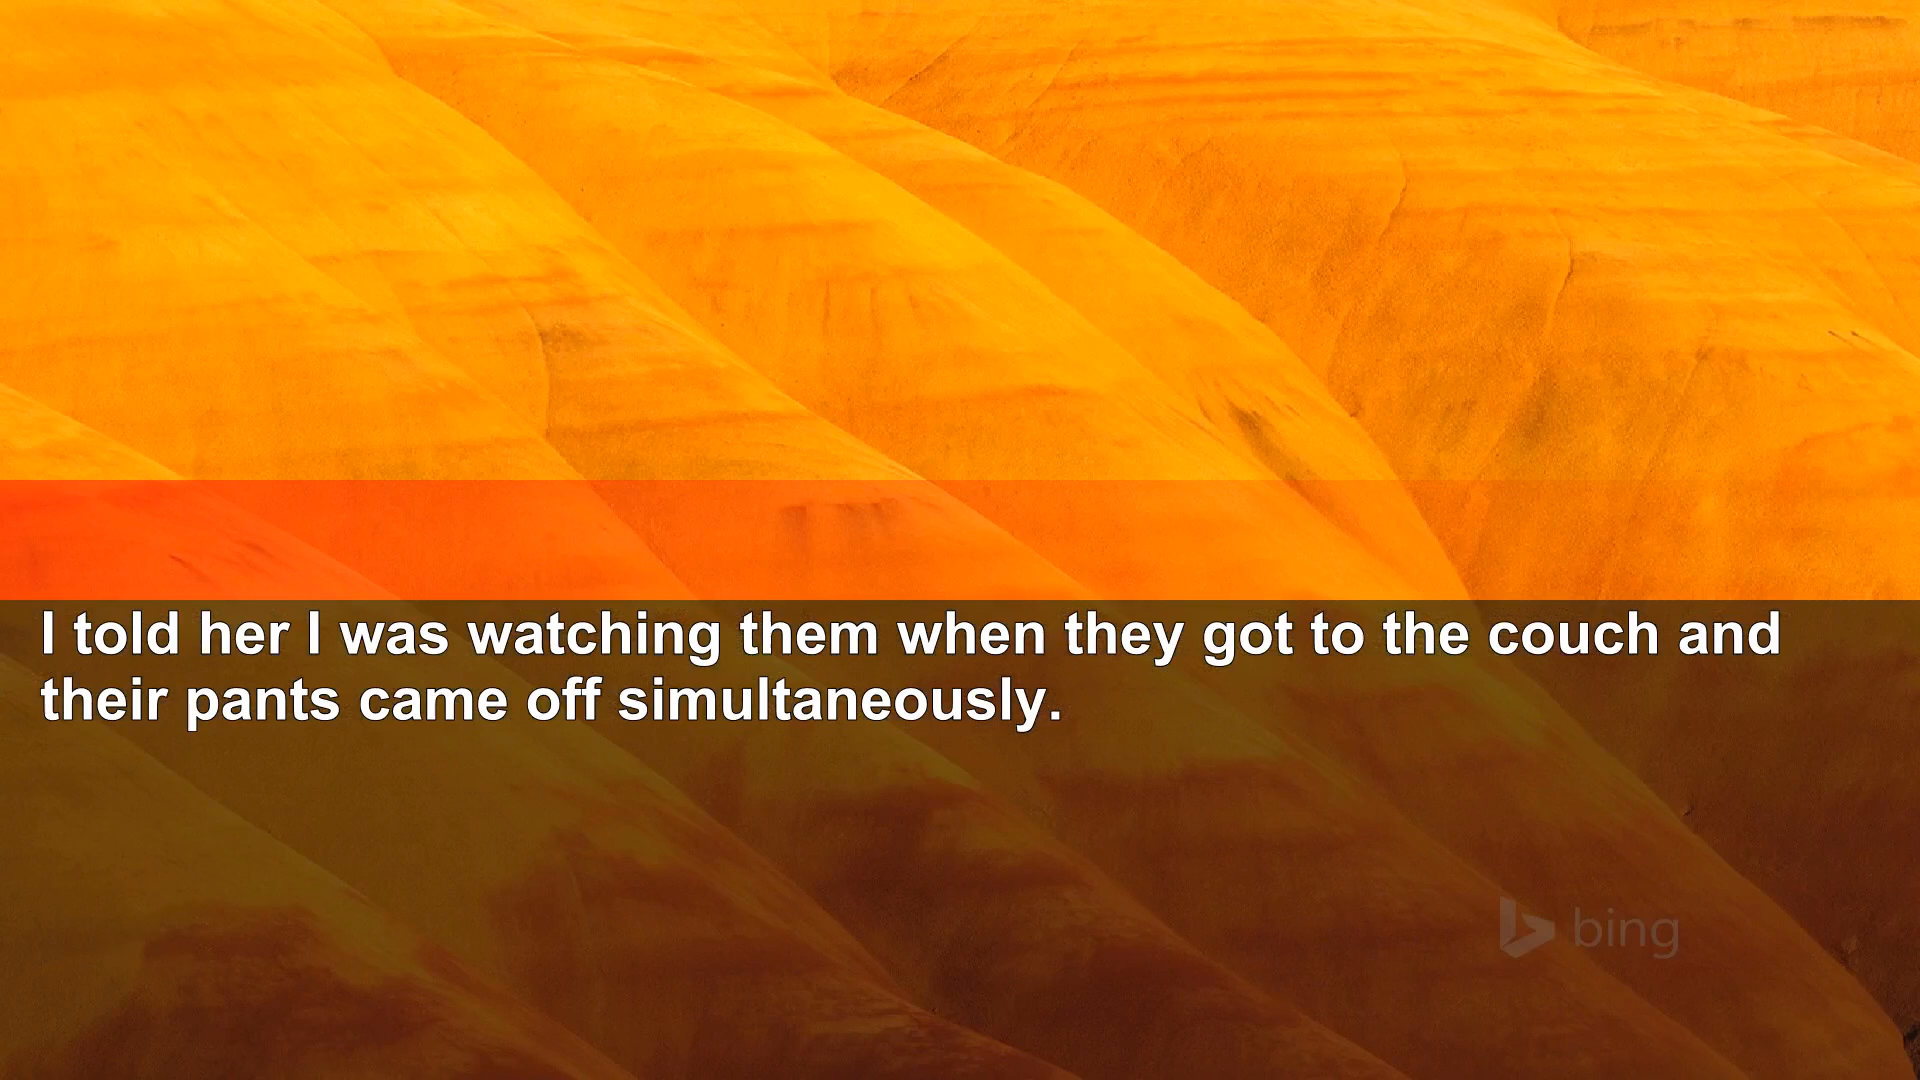 I told her I was watching them when they got to the couch and
their pants came off simultaneously.
bing